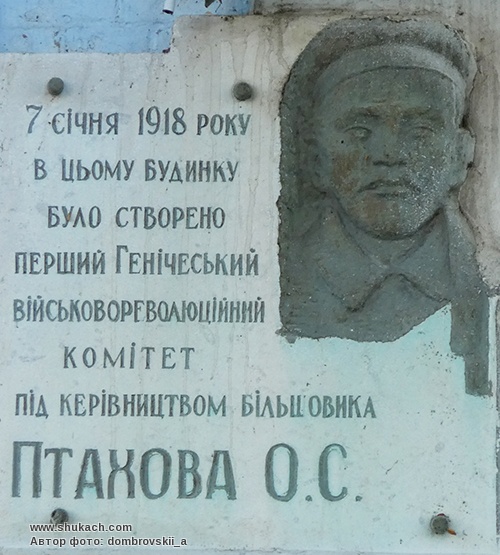 7 січня 1918 року
в цьому будинку
було створено
перший Генічеський
військовореволюційний
комітет
під керівництвом більшовика
Птахова О.С.
www.shukach.com
Автор фото: dombrovskii_a